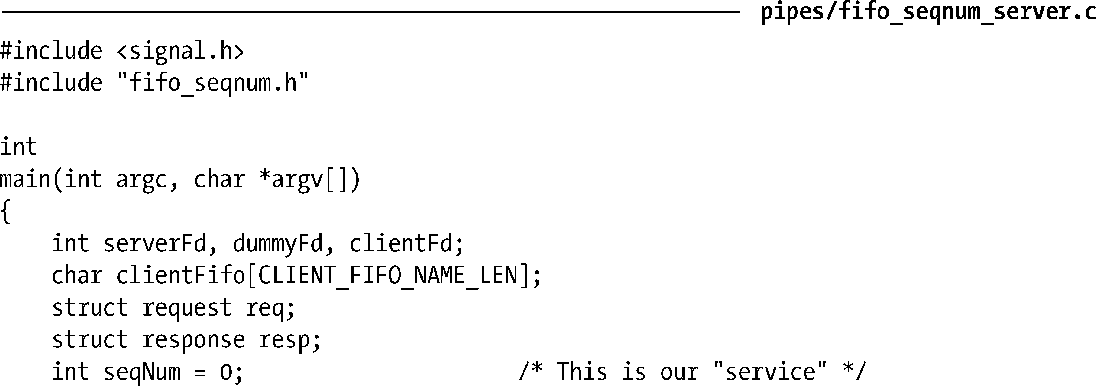 pipes/fifo_seqnum_server.c
#include <signal.h>
#include "fifo_seqnum.h"
int
main(int argc, char *argv[])
{
    int serverFd, dummyFd, clientFd;
    char clientFifo[CLIENT_FIFO_NAME_LEN];
    struct request req;
    struct response resp;
    int seqNum = 0;                     /* This is our "service" */